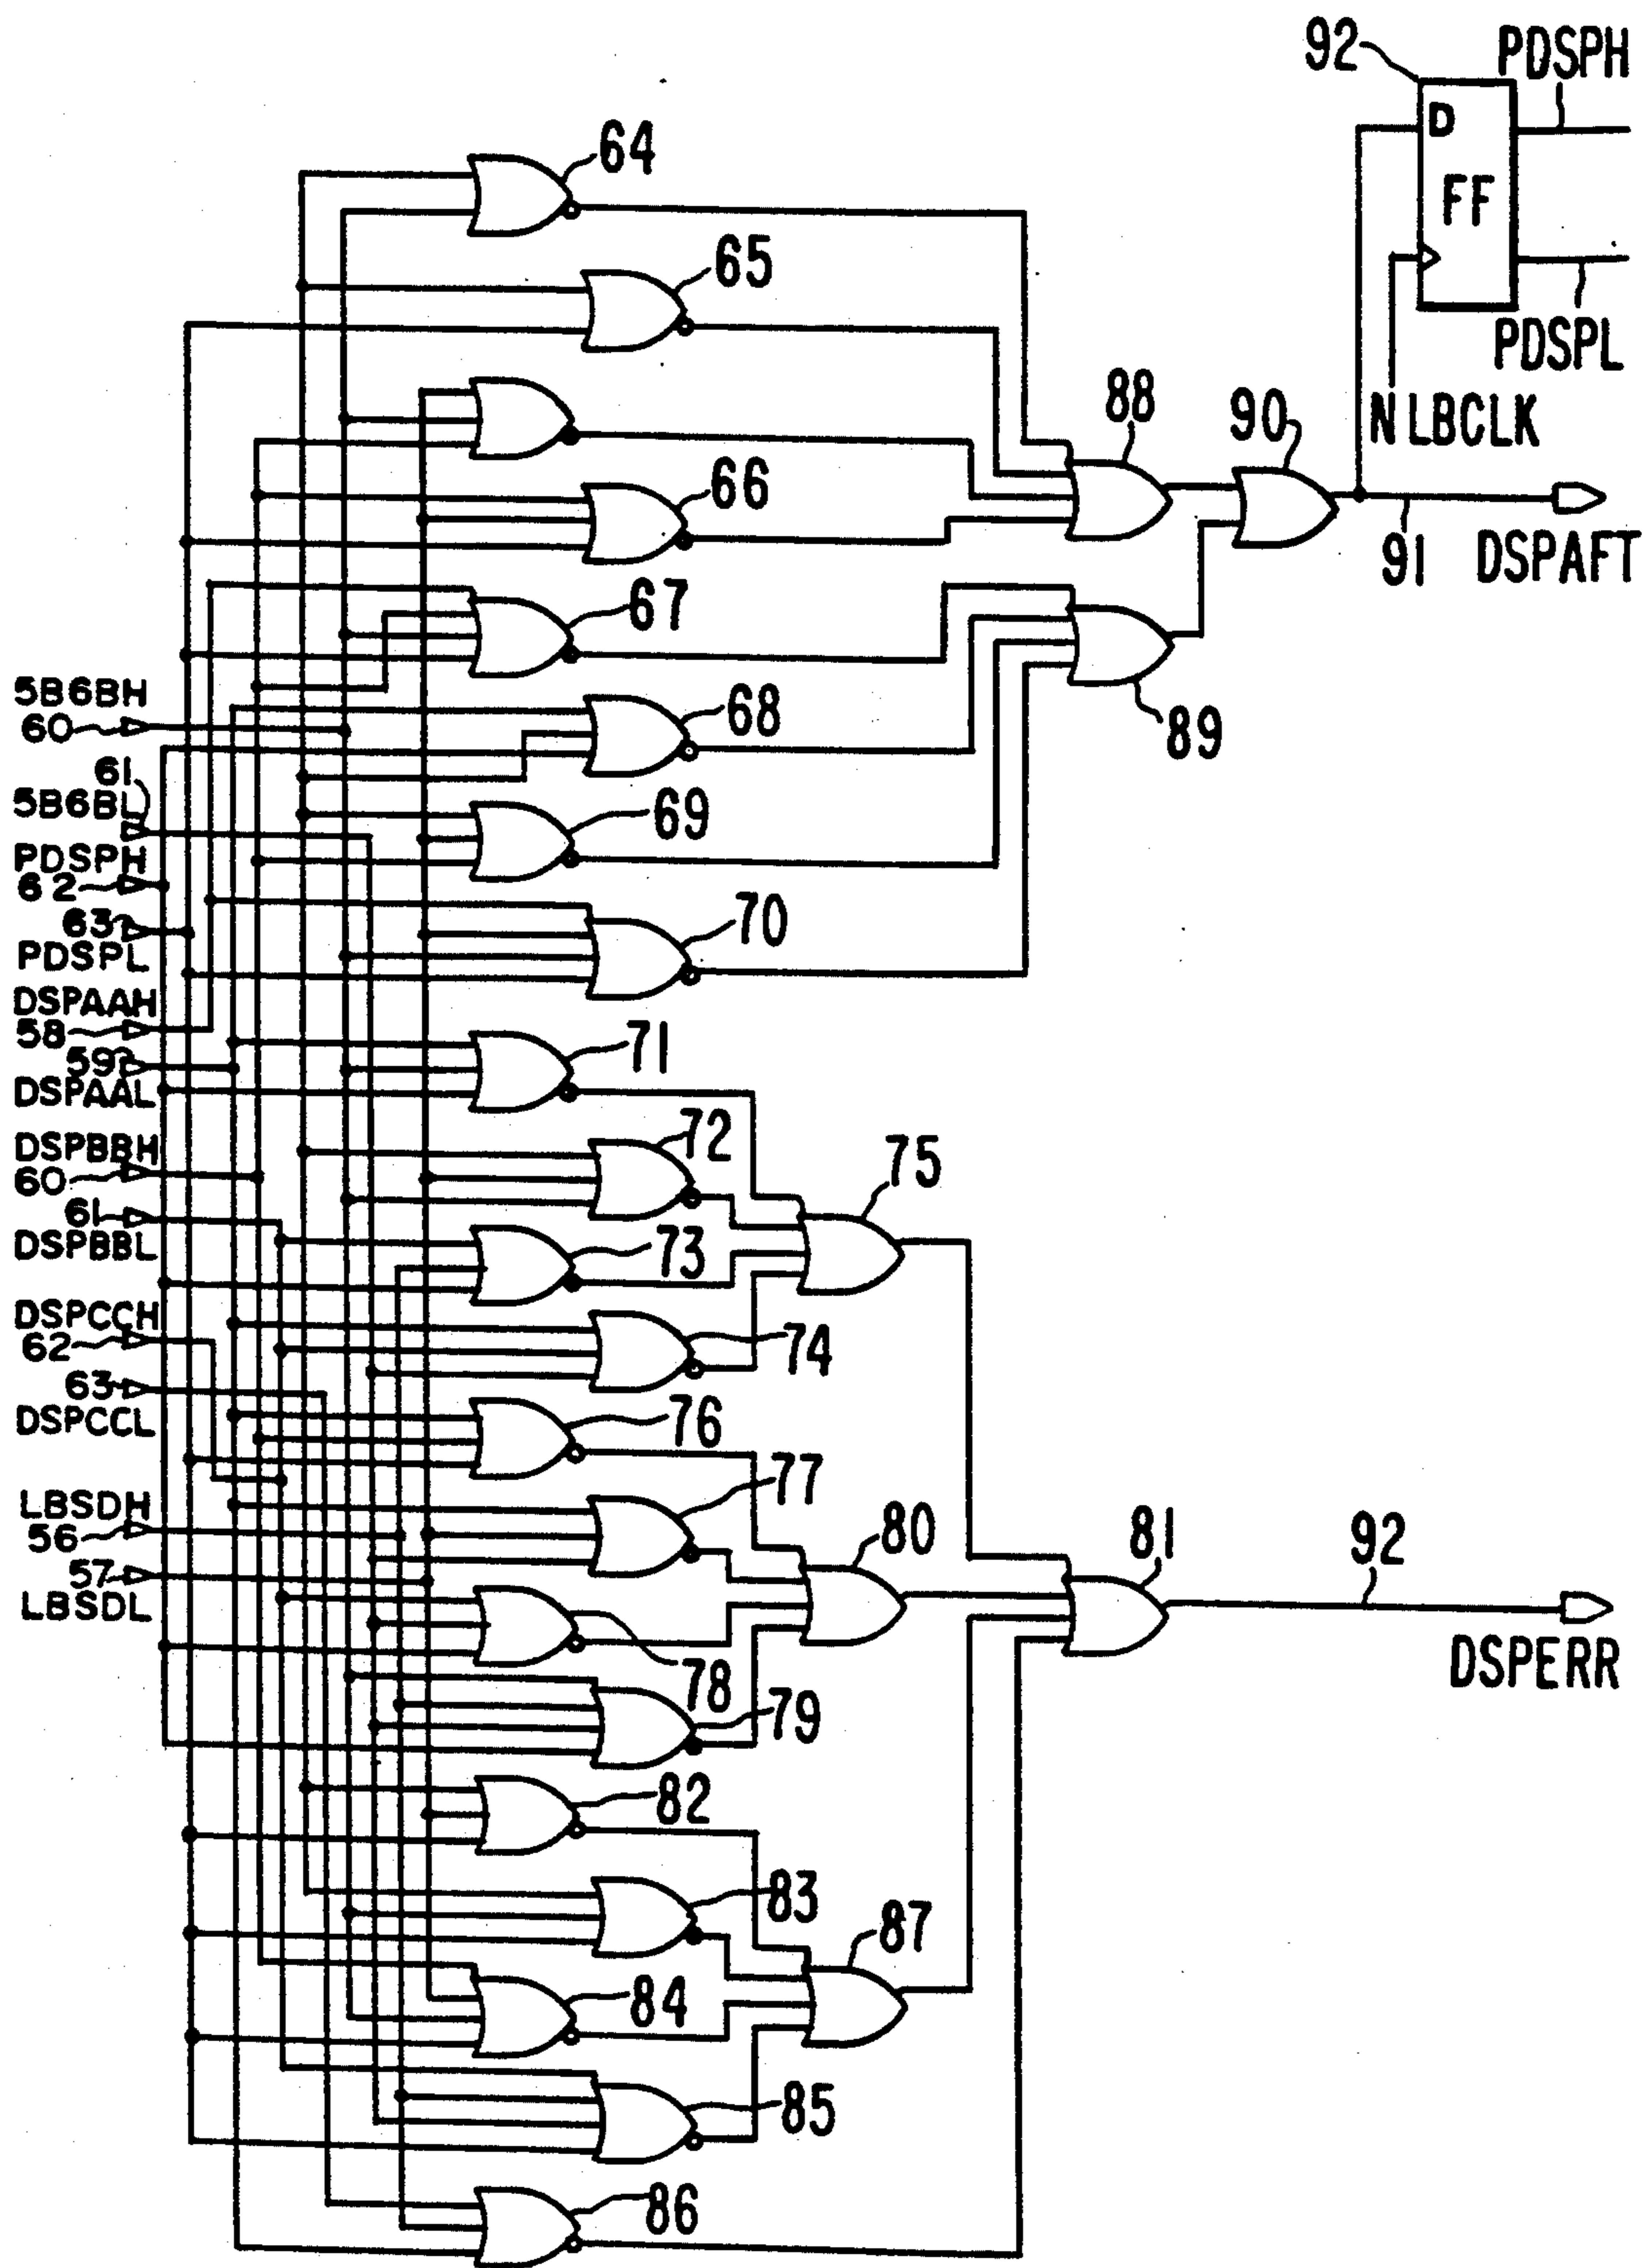 92
PDSPH
D
FF
PDSPL
N LBCLK
64
65
66
67
68
69
70
88
90
89
91
DSPAFT
5B6BH
60
61
5B6BL
PDSPH
62
63
PDSPL
DSPAAH
58
59
DSPAAL
DSPBBH
60
61
DSPBBL
DSPCCH
62
63
DSPCCL
LBSDH
56
57
LBSDL
71
72
73
74
75
76
77
78
79
80
81
92
DSPERR
82
83
84
85
86
87